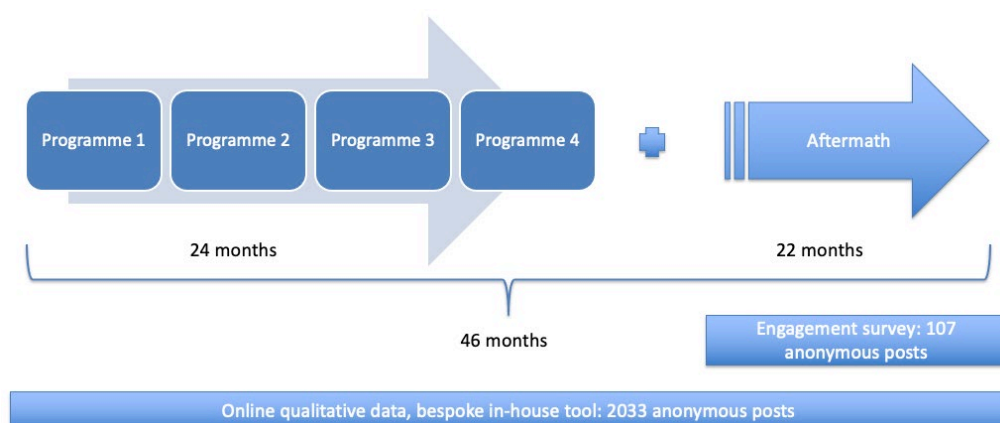 Programme 1
Programme 2
Programme 3
Programme 4
Aftermath
24 months
22 months
46 months
Engagement survey: 107
anonymous posts
Online qualitative data, bespoke in-house tool: 2033 anonymous posts